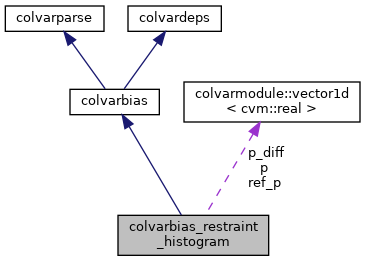 colvarparse
colvardeps
colvarbias
colvarmodule::vector1d
< cvm::real >
p_diff
p
ref_p
colvarbias_restraint
_histogram